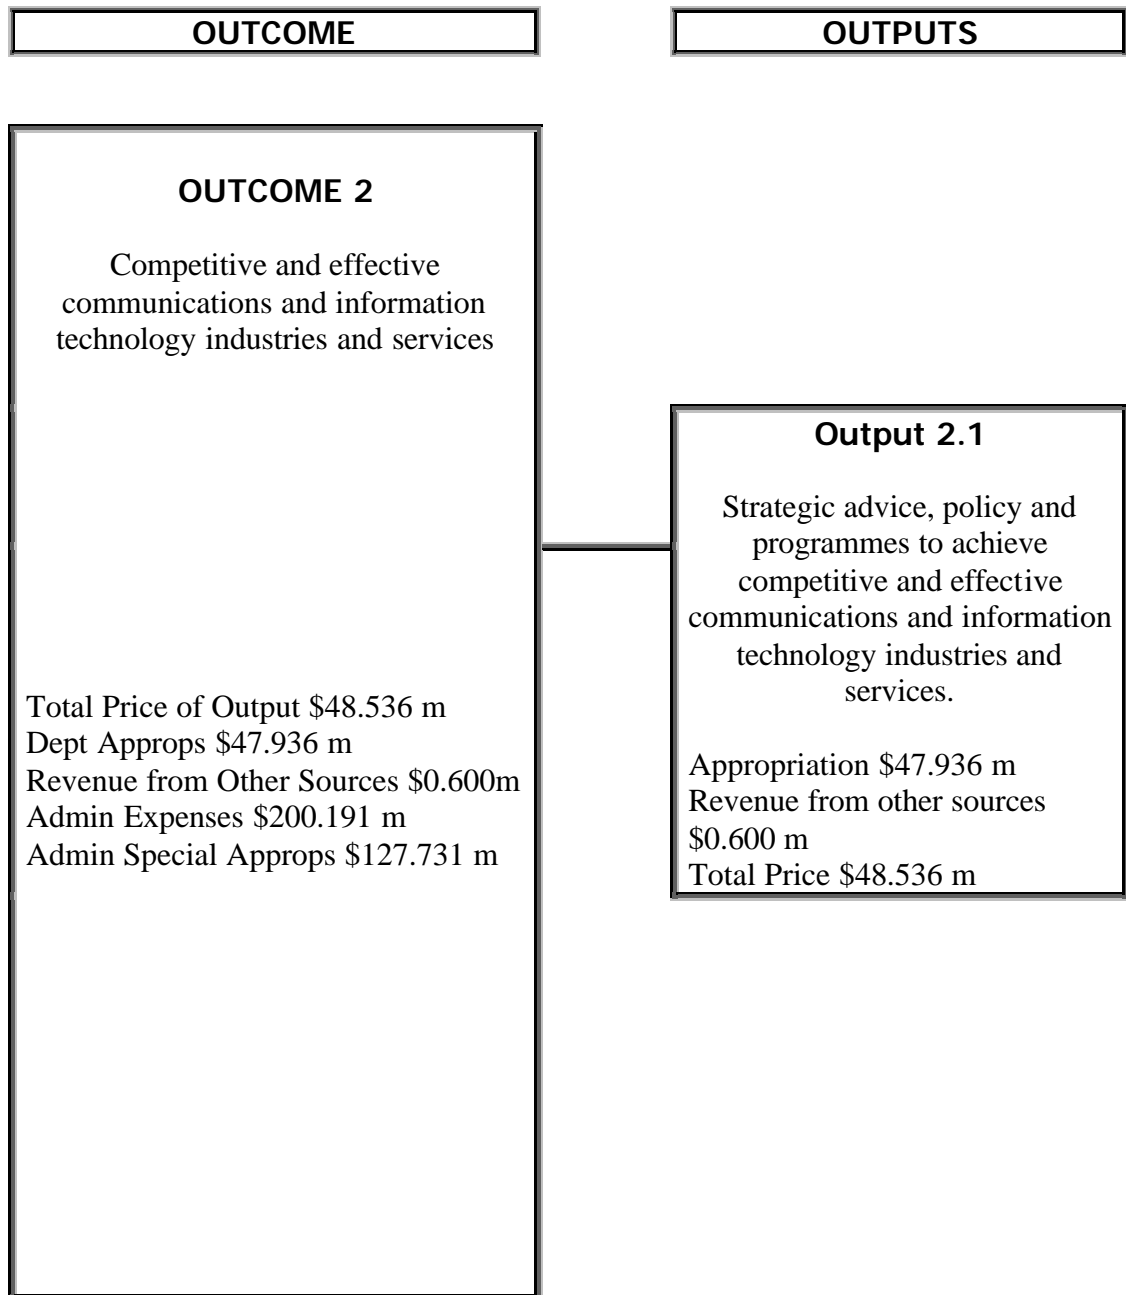 OUTCOME
OUTPUTS
OUTCOME 2
Competitive and effective
communications and information
technology industries and services
Total Price of Output $48.536 m
Dept Approps $47.936 m
Revenue from Other Sources $0.600m
Admin Expenses $200.191 m
Admin Special Approps $127.731 m
Output 2.1
Strategic advice, policy and
programmes to achieve
competitive and effective
communications and information
technology industries and
services.
Appropriation $47.936 m
Revenue from other sources
$0.600 m
Total Price $48.536 m